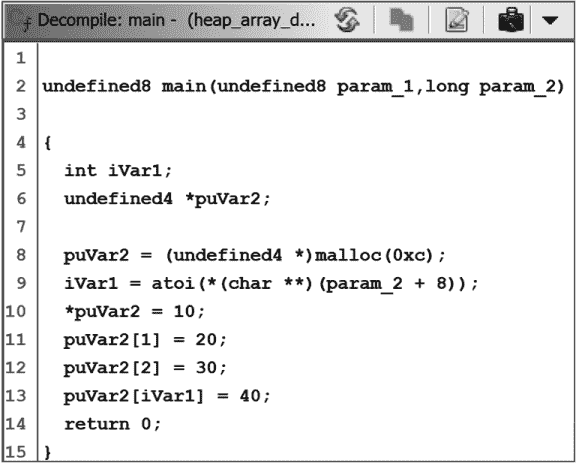 Decompile: main - (heap_array_d...
1
2 undefined8 main(undefined8 param_1,long param_2)
3
4 {
5 int iVar1;
6 undefined4 *puVar2;
7
8 puVar2 = (undefined4 *)malloc(0xc);
9 iVar1 = atoi(*(char **)(param_2 + 8));
10 *puVar2 = 10;
11 puVar2[1] = 20;
12 puVar2[2] = 30;
13 puVar2[iVar1] = 40;
14 return 0;
15 }